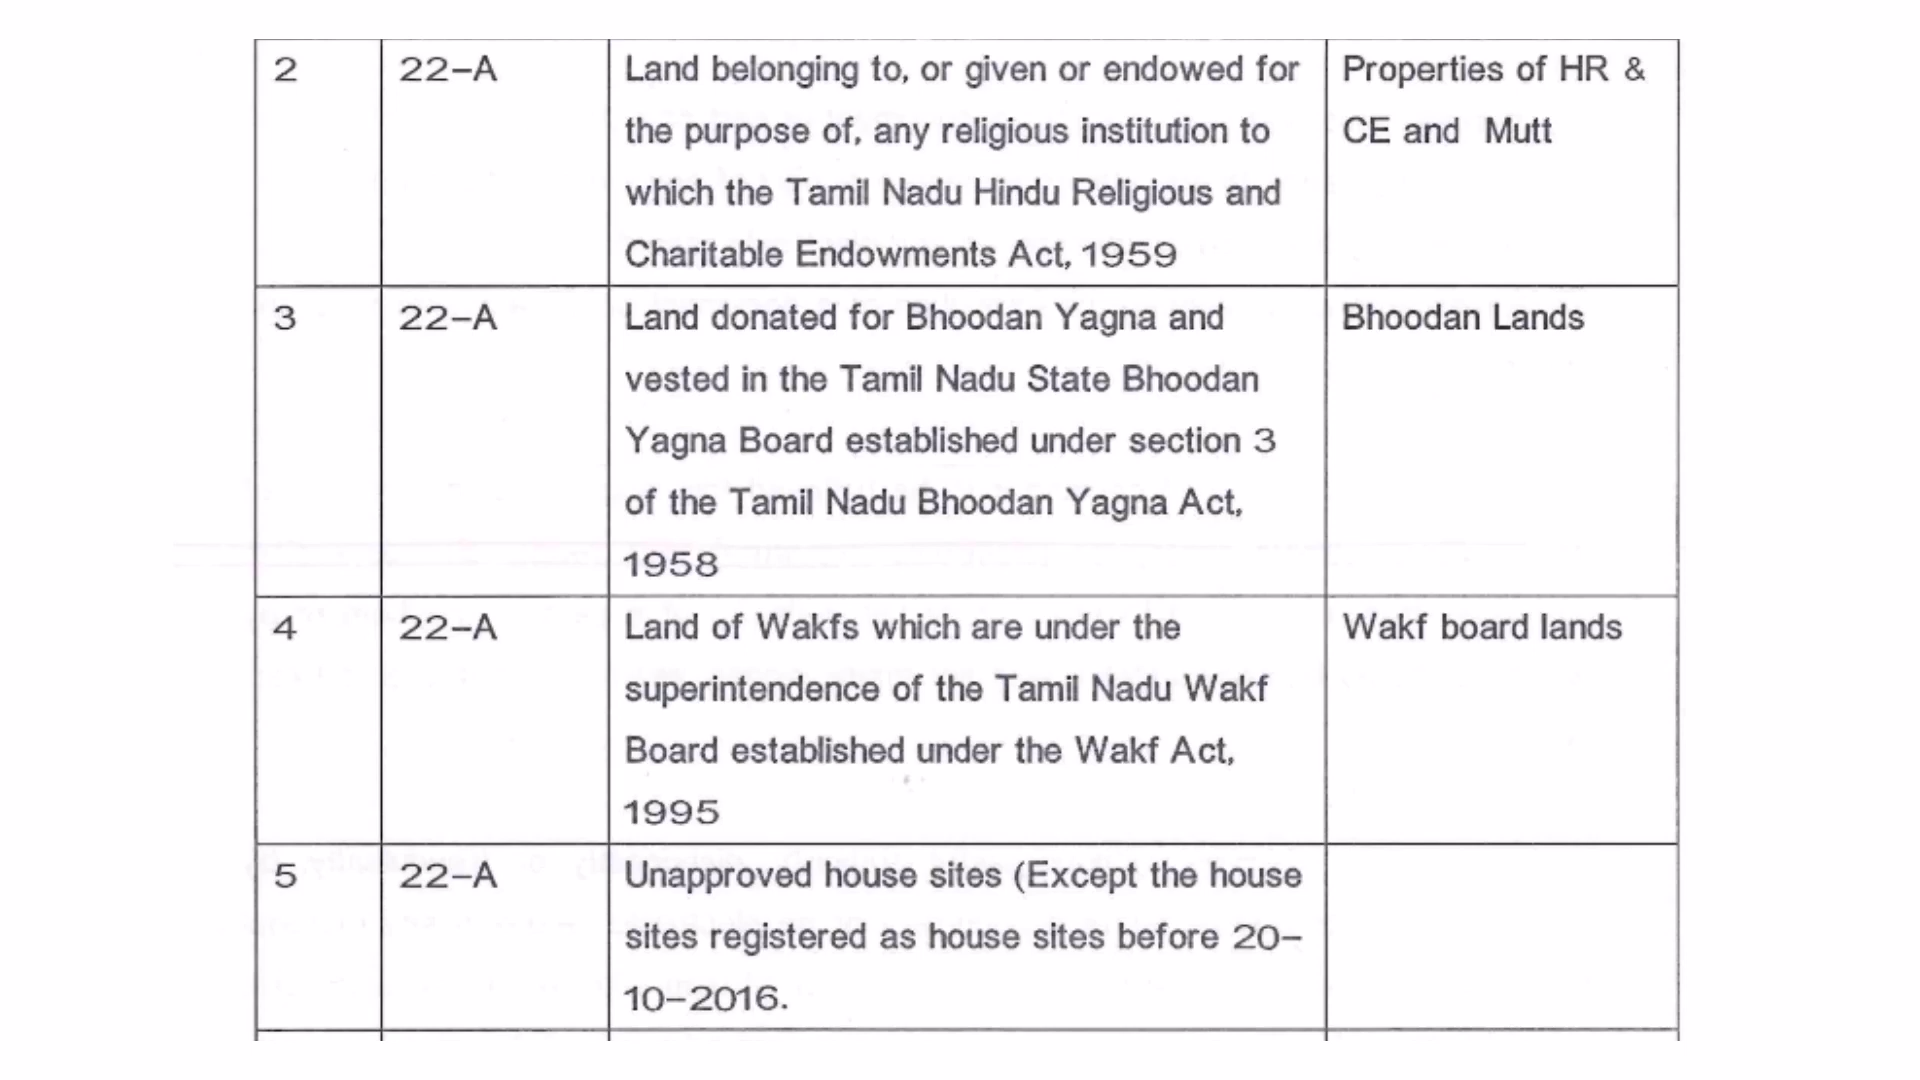 2
22–A
Land belonging to, or given or endowed for
the purpose of, any religious institution to
which the Tamil Nadu Hindu Religious and
Charitable Endowments Act, 1959
Properties of HR &
CE and Mutt
3
22–A
Land donated for Bhoodan Yagna and
vested in the Tamil Nadu State Bhoodan
Yagna Board established under section 3
of the Tamil Nadu Bhoodan Yagna Act,
1958
Bhoodan Lands
4
22–A
Land of Wakfs which are under the
superintendence of the Tamil Nadu Wakf
Board established under the Wakf Act,
1995
Wakf board lands
5
22–A
Unapproved house sites (Except the house
sites registered as house sites before 20–
10–2016.